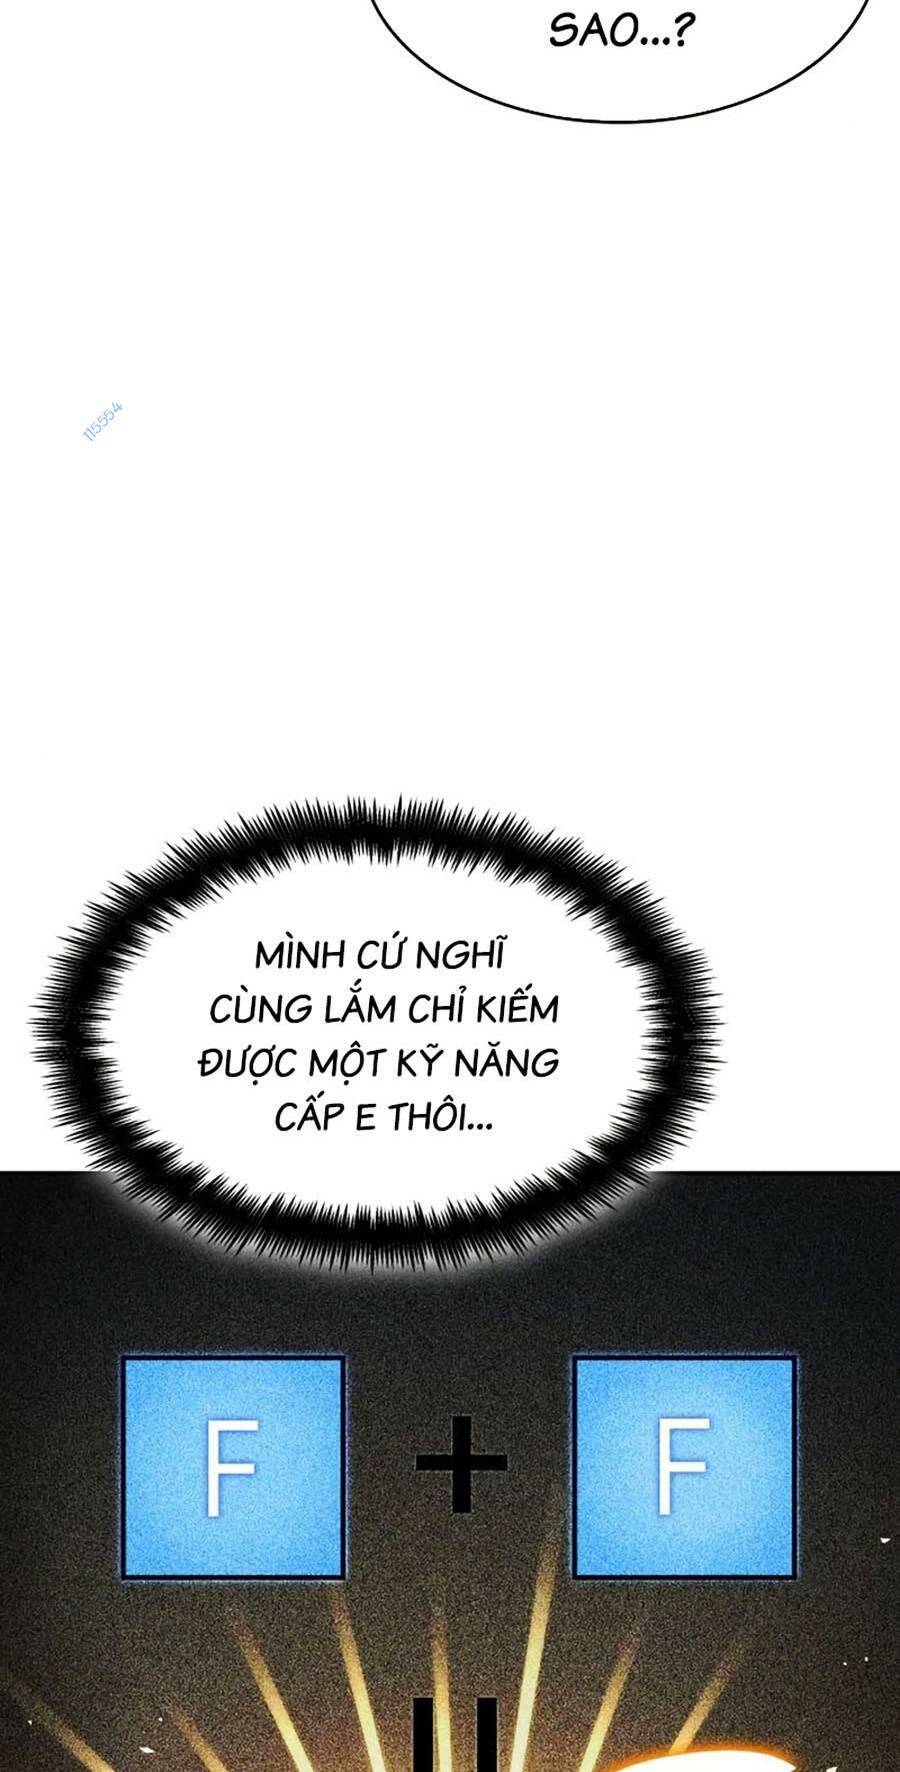 SAO...?
115554
MÌNH CỨ NGHĨ
CÙNG LẮM CHỈ KIẾM
ĐƯỢC MỘT KỸ NĂNG
CẤP E THÔI...
F + F